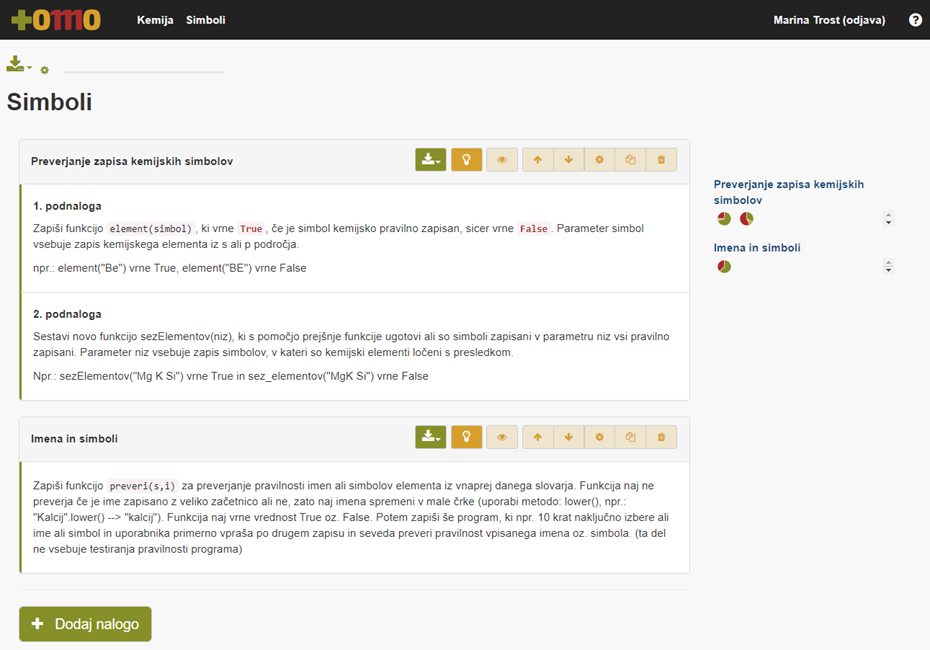 +omo
Kemija Simboli
Marina Trost (odjava)
Simboli
Preverjanje zapisa kemijskih simbolov
1. podnaloga
Zapiši funkcijo element(simbol), ki vrne True, če je simbol kemijsko pravilno zapisan, sicer vrne False. Parameter simbol
vsebuje zapis kemijskega elementa iz s ali p področja.
npr.: element("Be") vrne True, element("BE") vrne False
2. podnaloga
Sestavi novo funkcijo sezElementov(niz), ki s pomočjo prejšnje funkcije ugotovi ali so simboli zapisani v parametru niz vsi pravilno
zapisani. Parameter niz vsebuje zapis simbolov, v kateri so kemijski elementi ločeni s presledkom.
Npr.: sezElementov("Mg K Si") vrne True in sez_elementov("MgK Si") vrne False
Imena in simboli
Zapiši funkcijo preveri(s,i) za preverjanje pravilnosti imen ali simbolov elementa iz vnaprej danega slovarja. Funkcija naj ne
preverja če je ime zapisano z veliko začetnico ali ne, zato naj imena spremeni v male črke (uporabi metodo: lower(), npr.:
"Kalcij".lower() --> "kalcij"). Funkcija naj vrne vrednost True oz. False. Potem zapiši še program, ki npr. 10 krat naključno izbere ali
ime ali simbol in uporabnika primerno vpraša po drugem zapisu in seveda preveri pravilnost vpisanega imena oz. simbola. (ta del
ne vsebuje testiranja pravilnosti programa)
Dodaj nalogo
Preverjanje zapisa kemijskih
simbolov
Imena in simboli